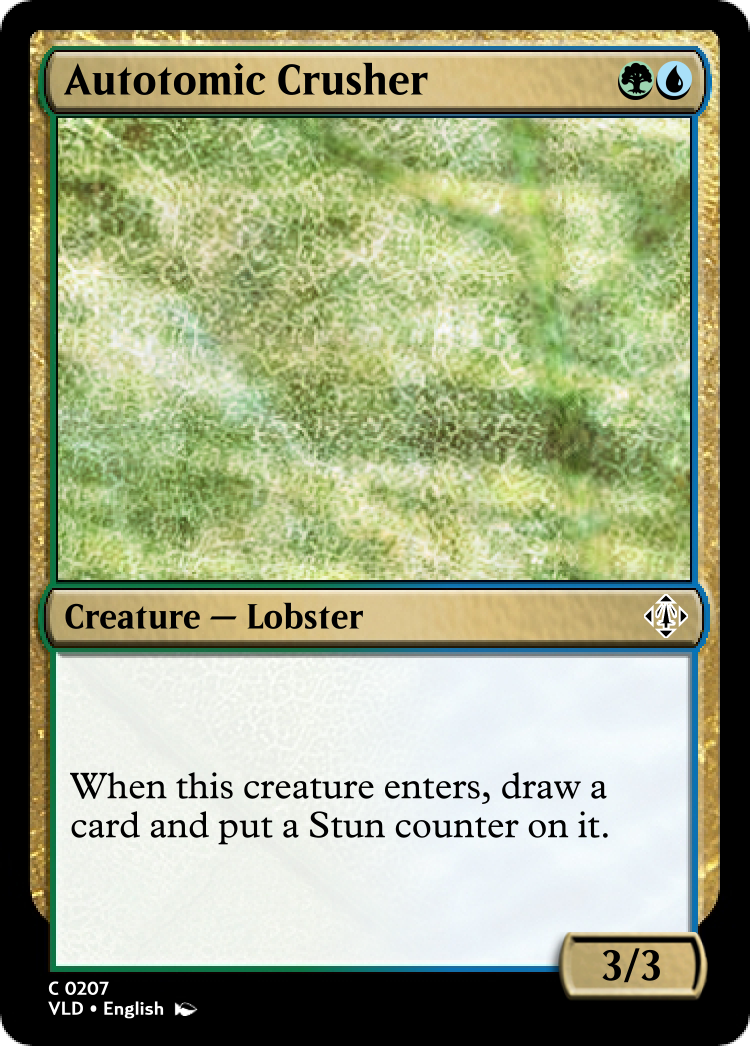 Autotomic Crusher
Creature — Lobster
When this creature enters, draw a
card and put a Stun counter on it.
3/3
C 0207
VLD • English